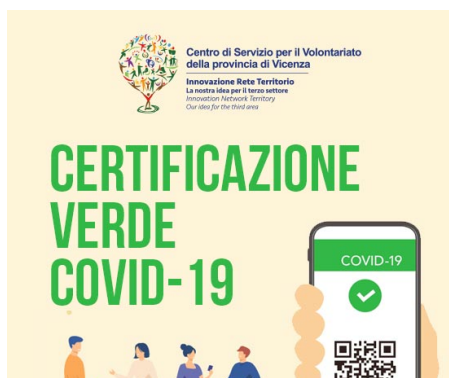 Centro di Servizio per il Volontariato
della provincia di Vicenza
Innovazione Rete Territorio
La nostra idea per il terzo settore
Innovation Network Territory
Our idea for the third area
CERTIFICAZIONE
VERDE
COVID-19
COVID-19